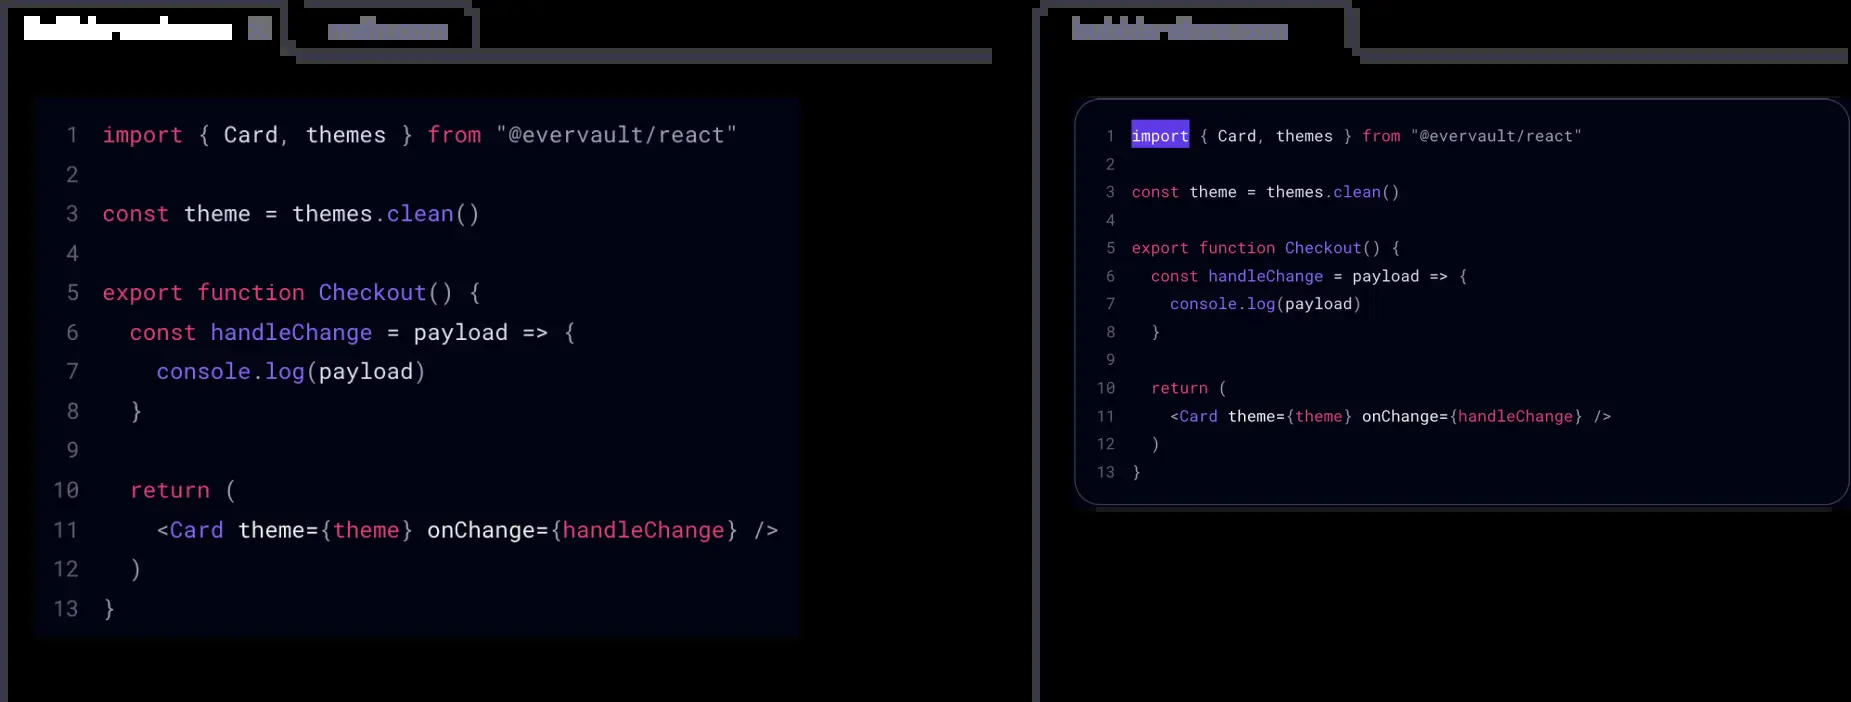 1 import { Card, themes } from "@evervault/react"
2
3 const theme = themes.clean()
4
5 export function Checkout() {
6   const handleChange = payload => {
7     console.log(payload)
8   }
9
10   return (
11     <Card theme={theme} onChange={handleChange} />
12   )
13 }
1 import { Card, themes } from "@evervault/react"
2
3 const theme = themes.clean()
4
5 export function Checkout() {
6   const handleChange = payload => {
7     console.log(payload)
8   }
9
10   return (
11     <Card theme={theme} onChange={handleChange} />
12   )
13 }